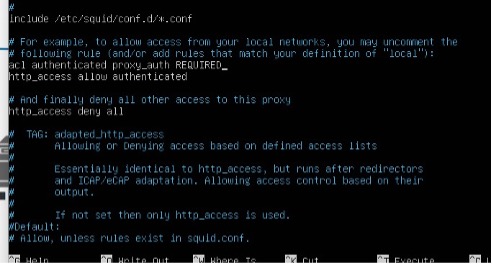 #
include /etc/squid/conf.d/*.conf
# For example, to allow access from your local networks, you may uncomment the
# following rule (and/or add rules that match your definition of "local"):
acl authenticated proxy_auth REQUIRED_
http_access allow authenticated
# And finally deny all other access to this proxy
http_access deny all
#  TAG: adapted_http_access
#       Allowing or Denying access based on defined access lists
#
#       Essentially identical to http_access, but runs after redirectors
#       and ICAP/eCAP adaptation. Allowing access control based on their
#       output.
#
#       If not set then only http_access is used.
#Default:
# Allow, unless rules exist in squid.conf.
^G Help ^O Write Out ^W Where Is ^K Cut ^T Execute